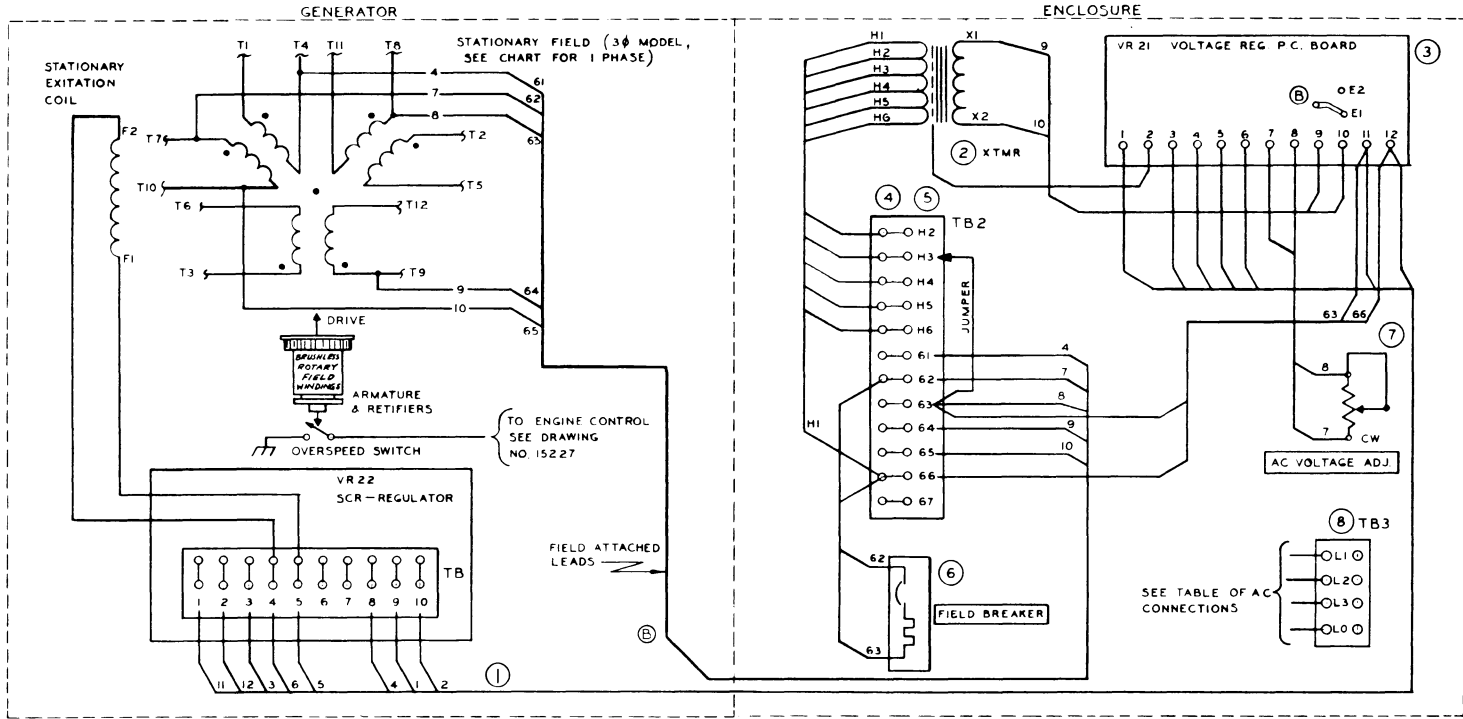 GENERATOR
ENCLOSURE
STATIONARY FIELD (3Ø MODEL,
SEE CHART FOR 1 PHASE)
STATIONARY
EXITATION
COIL
T1
T4
T11
T8
4
7
8
61
62
63
F2
T7
T2
T10
T5
T6
T12
F1
T3
T9
9
10
64
65
DRIVE
BRUSHLESS
ROTARY
FIELD
WINDINGS
ARMATURE
& RETIFIERS
OVERSPEED SWITCH
TO ENGINE CONTROL
SEE DRAWING
NO. 15227
VR 22
SCR-REGULATOR
TB
1 2 3 4 5 6 7 8 9 10
11 12 3 6 5 4 1 2
1
FIELD ATTACHED
LEADS
B
H1
H2
H3
H4
H5
H6
X1
X2
9
10
2 XTMR
VR 21 VOLTAGE REG. P.C. BOARD
3
B
E2
E1
1 2 3 4 5 6 7 8 9 10 11 12
4 5
TB2
H2
H3
H4
H5
H6
61
62
63
64
65
66
67
JUMPER
4
7
8
9
10
H1
63 66
7
8
7
CW
AC VOLTAGE ADJ.
62
63
6
FIELD BREAKER
8 TB3
SEE TABLE OF AC
CONNECTIONS
L1
L2
L3
LO